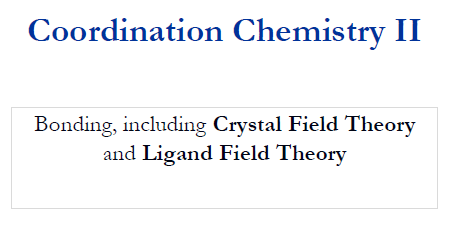 Coordination Chemistry II
Bonding, including Crystal Field Theory
and Ligand Field Theory